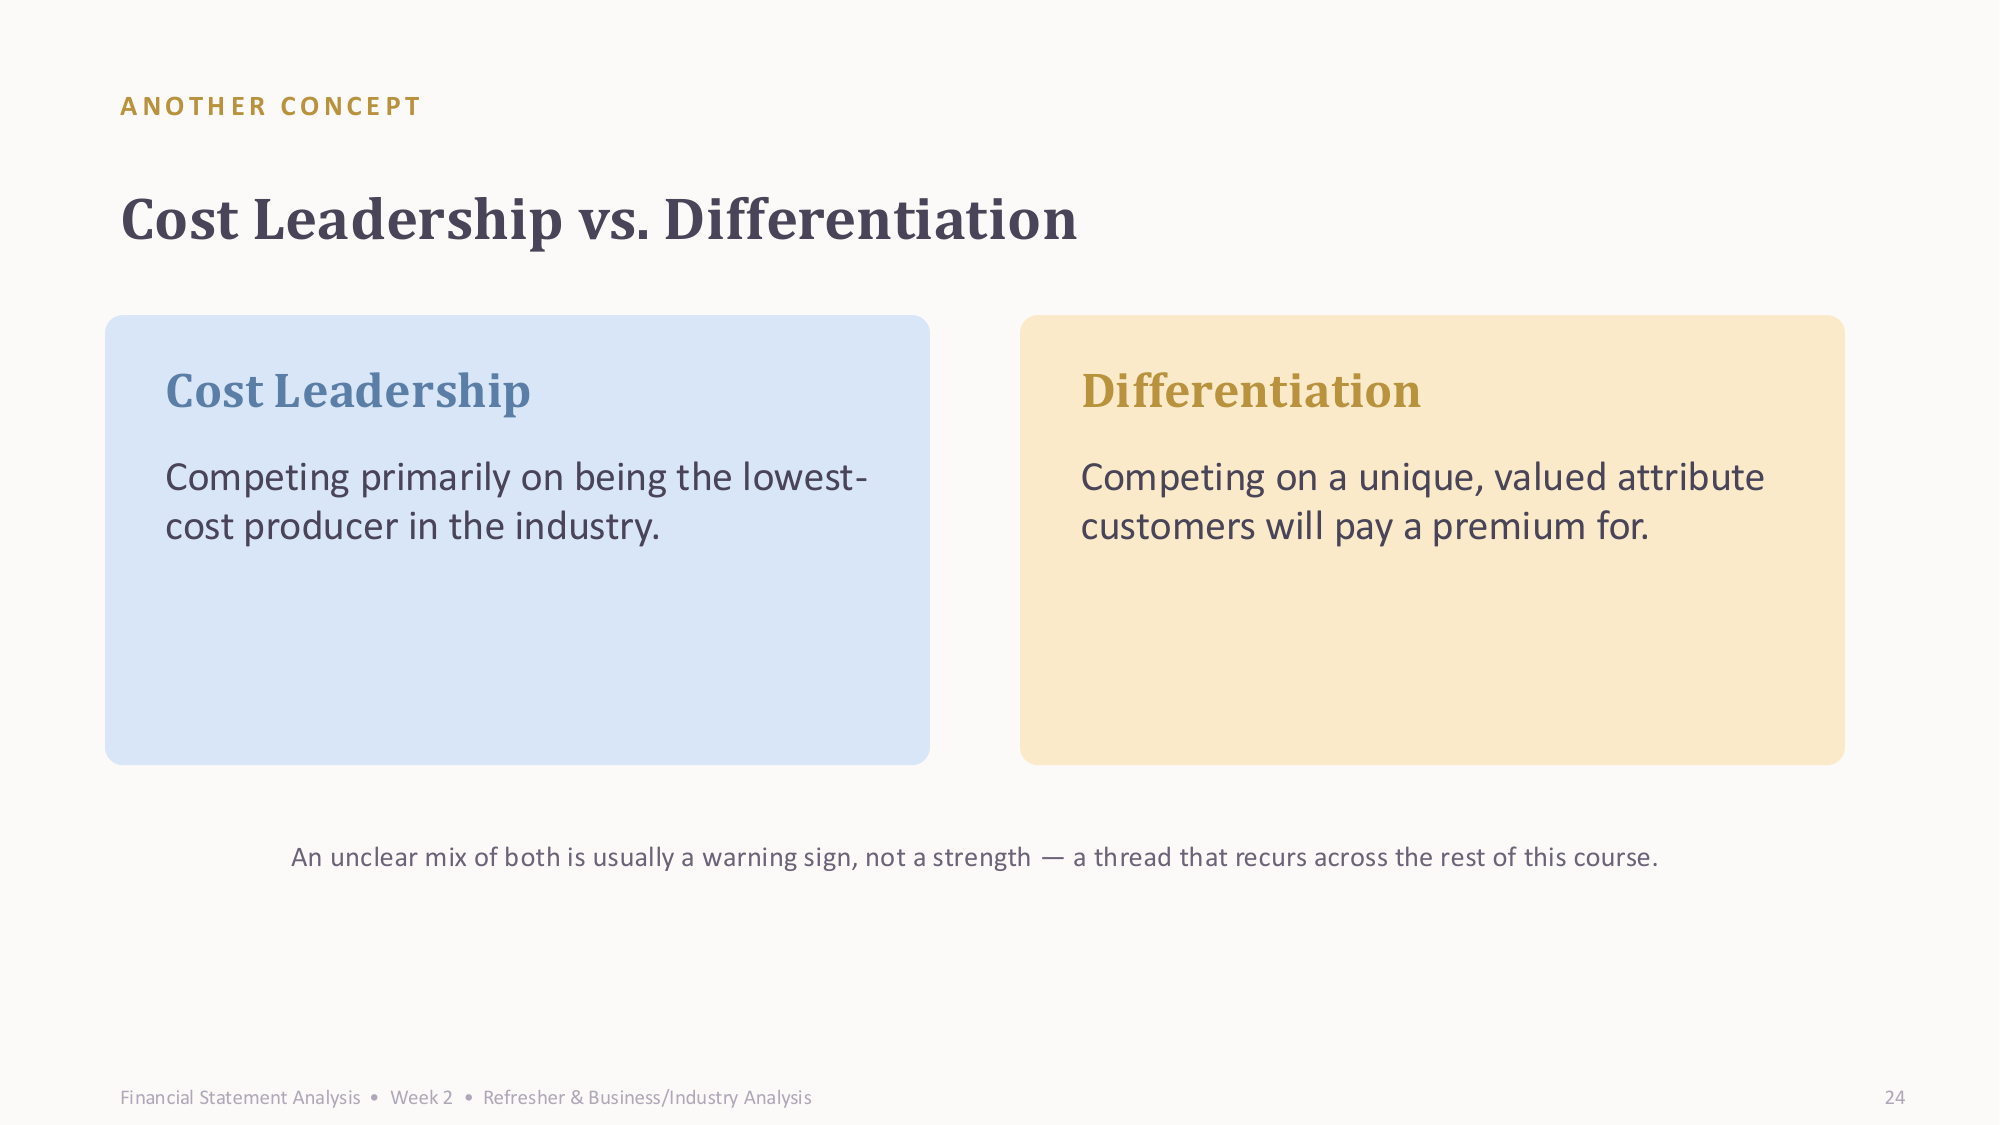 ANOTHER CONCEPT
Cost Leadership vs. Differentiation
Cost Leadership
Competing primarily on being the lowest-
cost producer in the industry.
Differentiation
Competing on a unique, valued attribute
customers will pay a premium for.
An unclear mix of both is usually a warning sign, not a strength — a thread that recurs across the rest of this course.
Financial Statement Analysis • Week 2 • Refresher & Business/Industry Analysis
24